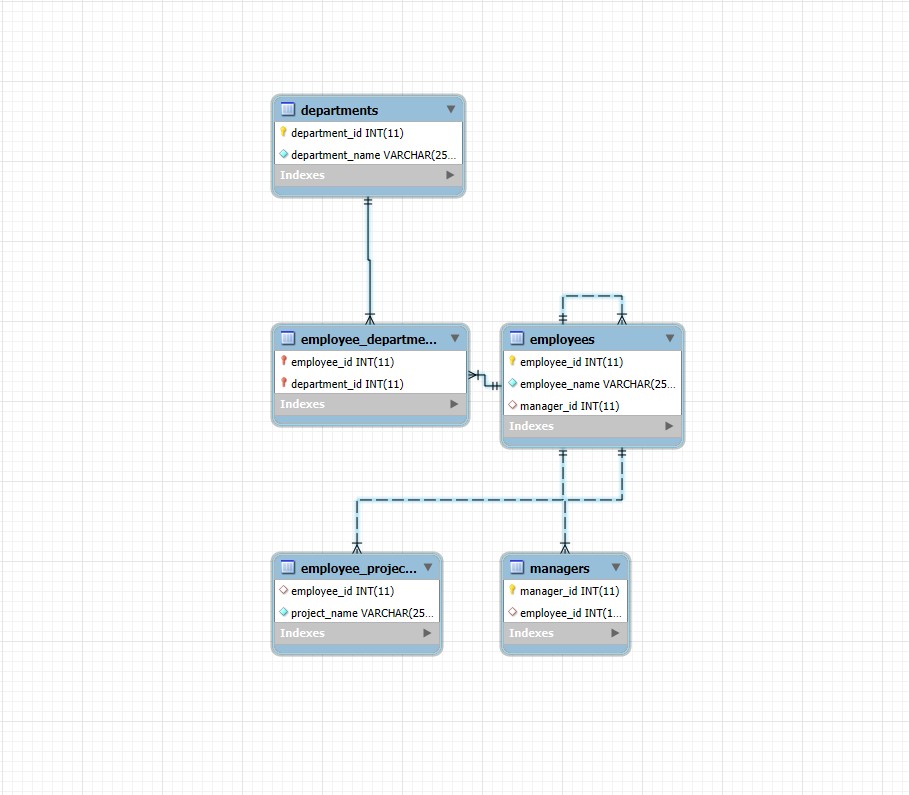 departments
department_id INT(11)
department_name VARCHAR(25...
Indexes
employee_departme...
employee_id INT(11)
department_id INT(11)
Indexes
employees
employee_id INT(11)
employee_name VARCHAR(25...
manager_id INT(11)
Indexes
employee_projec...
employee_id INT(11)
project_name VARCHAR(25...
Indexes
managers
manager_id INT(11)
employee_id INT(1...
Indexes